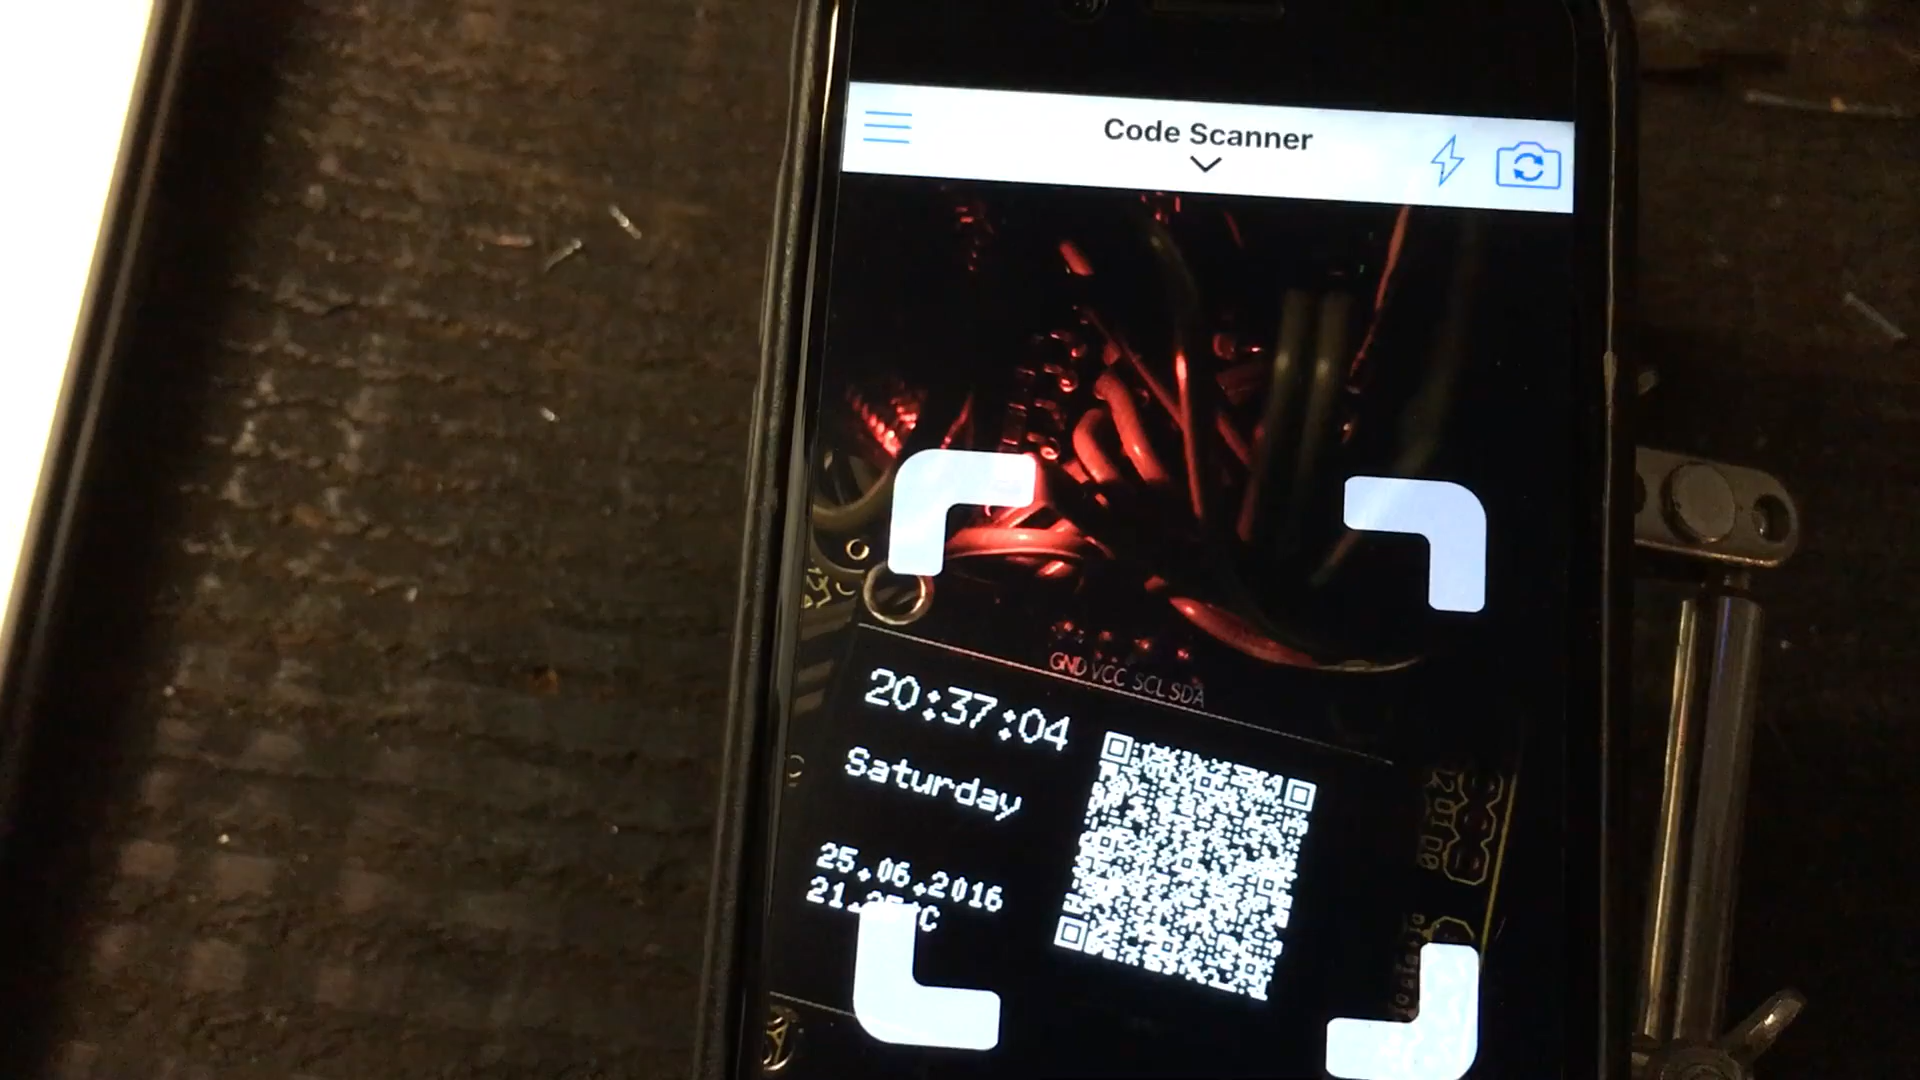 Code Scanner
GND VCC SCL SDA
20:37:04
Saturday
25.06.2016